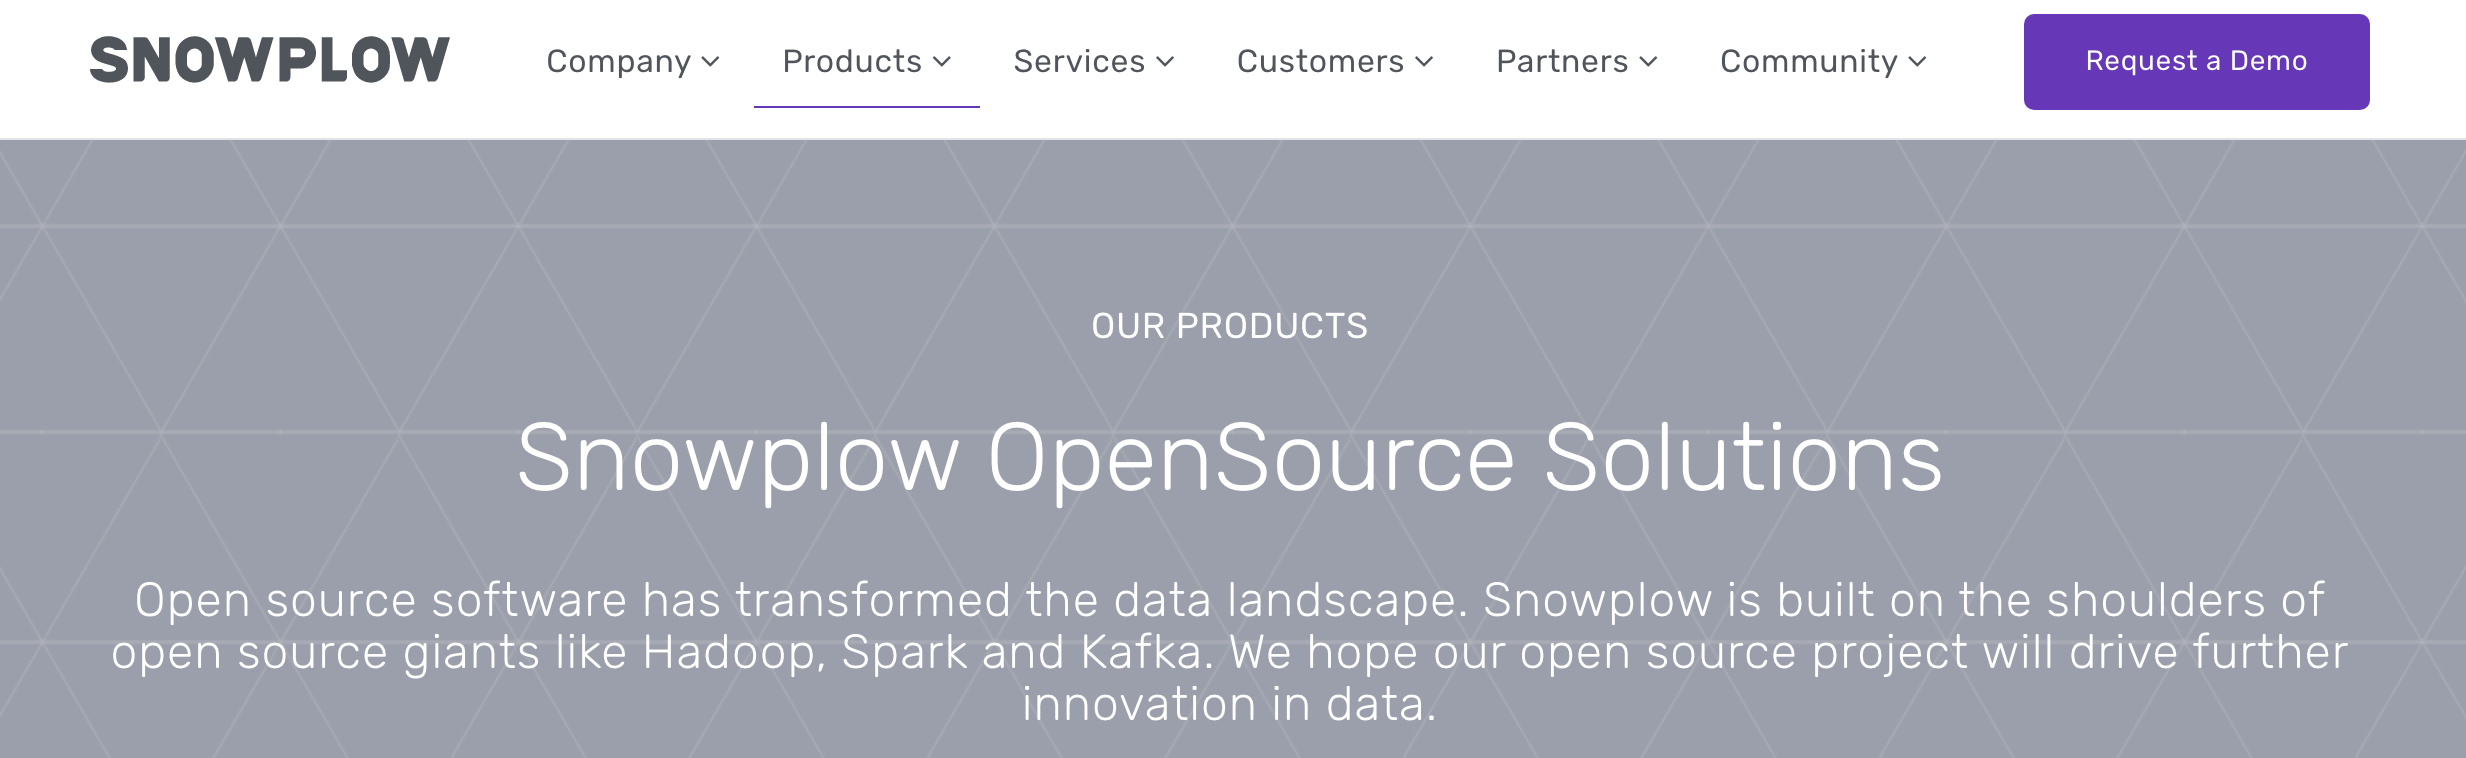 SNOWPLOW
Company
Products
Services
Customers
Partners
Community
Request a Demo
OUR PRODUCTS
Snowplow OpenSource Solutions
Open source software has transformed the data landscape. Snowplow is built on the shoulders of
open source giants like Hadoop, Spark and Kafka. We hope our open source project will drive further
innovation in data.